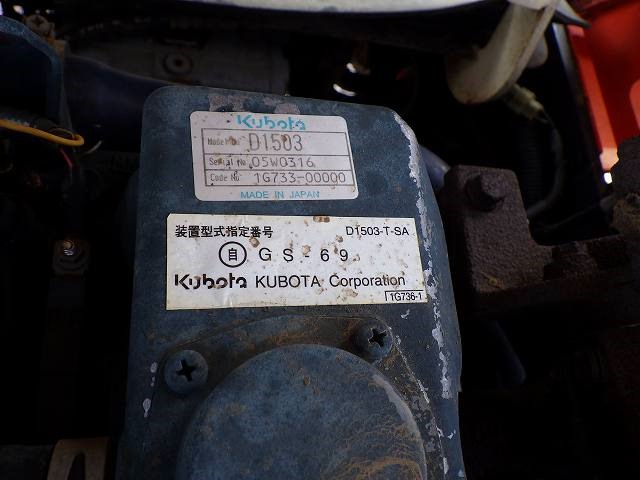 Kubota
Model No D1503
Serial No 05W0316
Code No 1G733-00000
MADE IN JAPAN
装置型式指定番号 D1503-T-SA
自 GS-69
Kubota KUBOTA Corporation
1G736-1